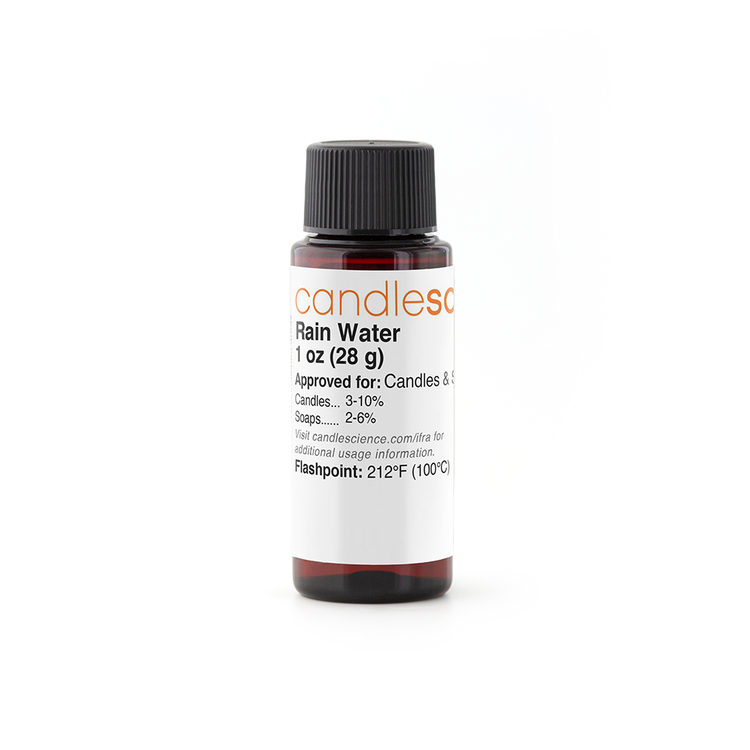 candlesc
Rain Water
1 oz (28 g)
Approved for: Candles & S
Candles... 3-10%
Soaps...... 2-6%
Visit candlescience.com/ifra for
additional usage information.
Flashpoint: 212°F (100°C)